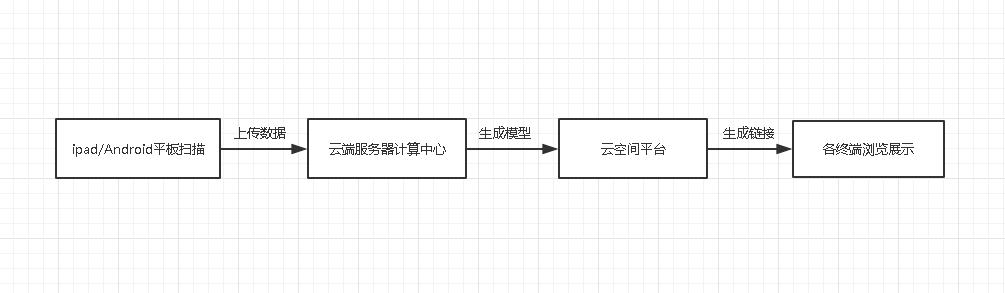 ipad/Android平板扫描
上传数据
云端服务器计算中心
生成模型
云空间平台
生成链接
各终端浏览展示